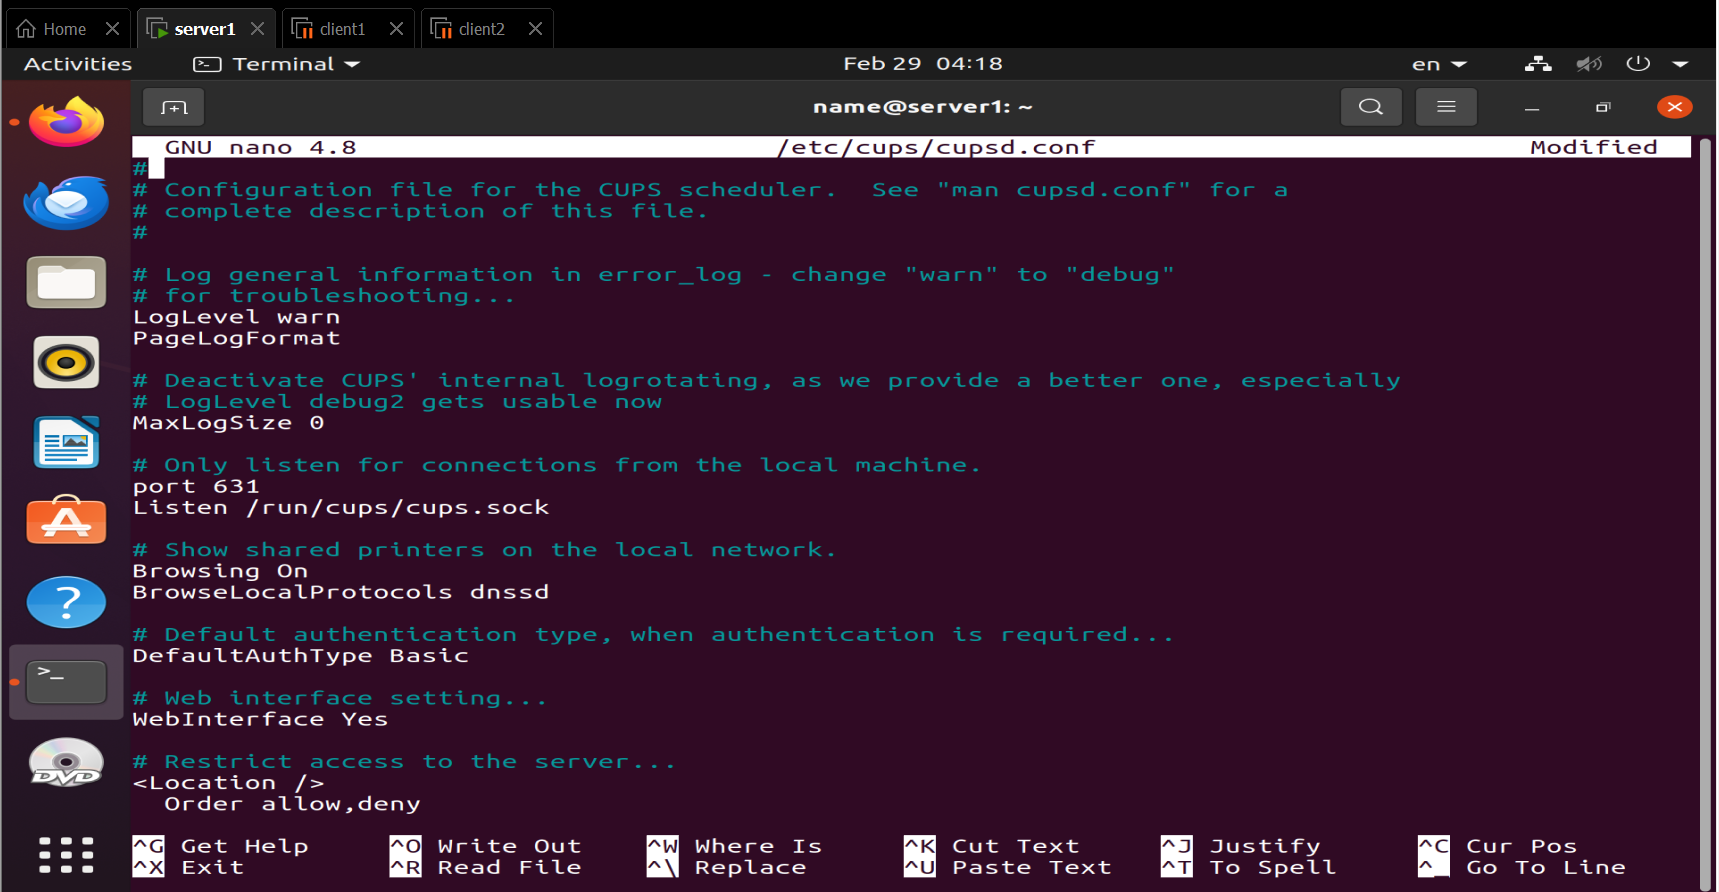 Home
server1
client1
client2
Activities
Terminal
Feb 29 04:18
en
name@server1: ~
GNU nano 4.8 /etc/cups/cupsd.conf Modified
#
# Configuration file for the CUPS scheduler.  See "man cupsd.conf" for a
# complete description of this file.
#
# Log general information in error_log - change "warn" to "debug"
# for troubleshooting...
LogLevel warn
PageLogFormat
# Deactivate CUPS' internal logrotating, as we provide a better one, especially
# LogLevel debug2 gets usable now
MaxLogSize 0
# Only listen for connections from the local machine.
port 631
Listen /run/cups/cups.sock
# Show shared printers on the local network.
Browsing On
BrowseLocalProtocols dnssd
# Default authentication type, when authentication is required...
DefaultAuthType Basic
# Web interface setting...
WebInterface Yes
# Restrict access to the server...
<Location />
  Order allow,deny
^G Get Help ^O Write Out ^W Where Is ^K Cut Text ^J Justify ^C Cur Pos
^X Exit ^R Read File ^\ Replace ^U Paste Text ^T To Spell ^_ Go To Line
DVD